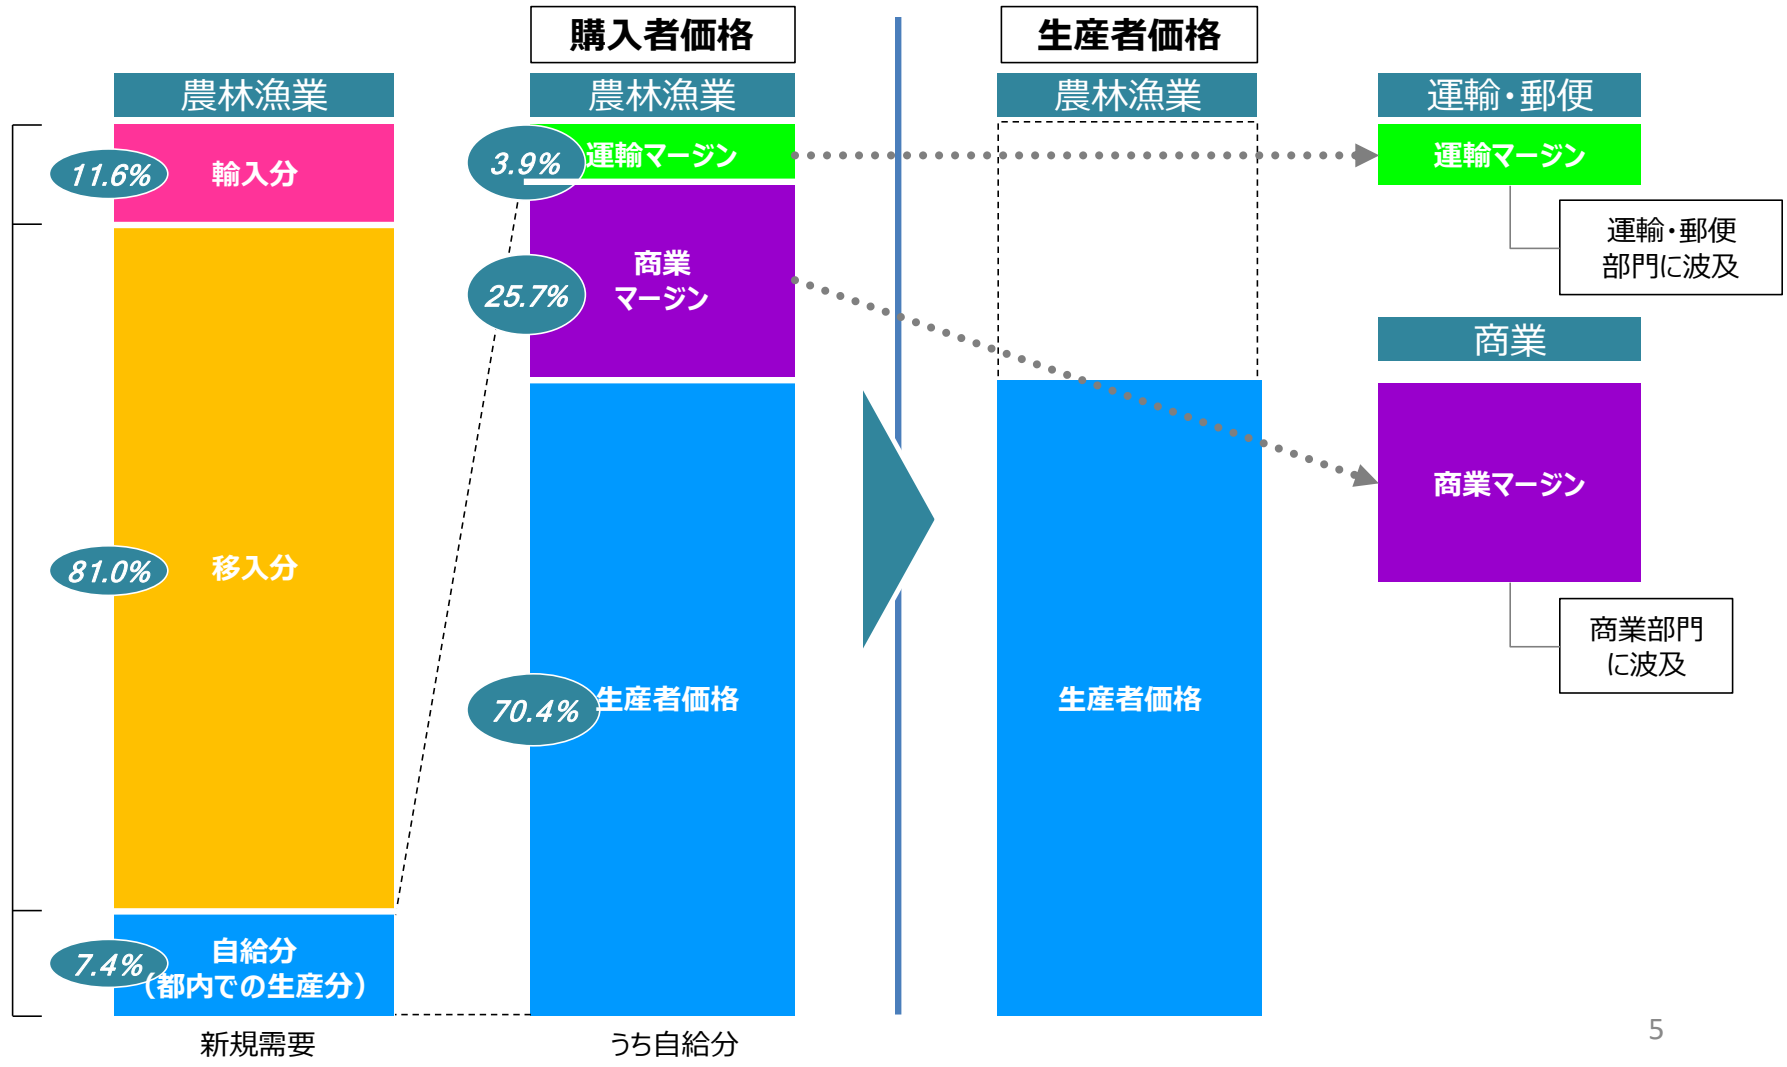 購入者価格
生産者価格
農林漁業
農林漁業
農林漁業
運輸・郵便
11.6%
輸入分
3.9%
運輸マージン
運輸マージン
運輸・郵便
部門に波及
25.7%
商業
マージン
商業
商業マージン
81.0%
移入分
商業部門
に波及
70.4%
生産者価格
生産者価格
7.4%
自給分
（都内での生産分）
新規需要
うち自給分
5